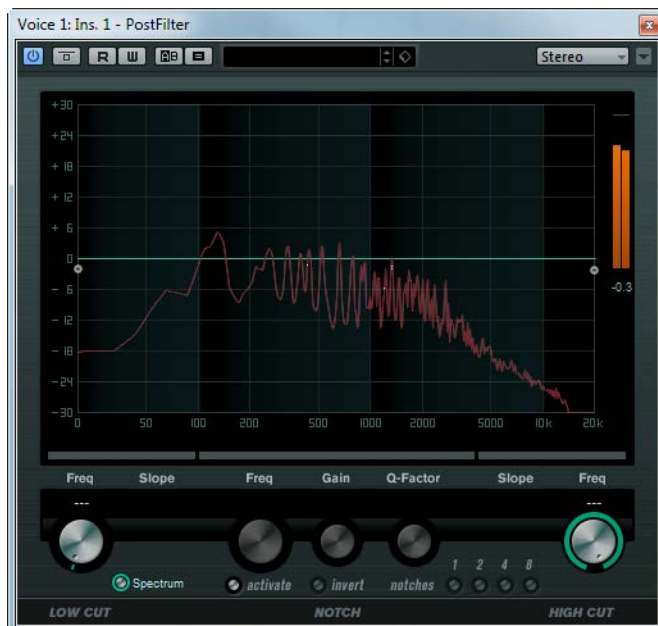 Voice 1: Ins. 1 - PostFilter
R W AB Stereo
+30
+24
+18
+12
+6
0
-6
-12
-18
-24
-30
0 50 100 200 500 1000 2000 5000 10k 20k
-0.3
Freq Slope Freq Gain Q-Factor Slope Freq
--- ---
1 2 4 8
Spectrum activate invert notches
LOW CUT NOTCH HIGH CUT